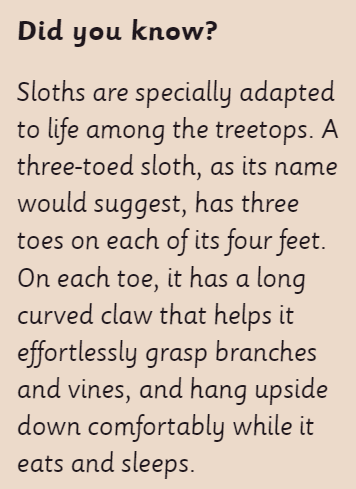 Did you know?
Sloths are specially adapted
to life among the treetops. A
three-toed sloth, as its name
would suggest, has three
toes on each of its four feet.
On each toe, it has a long
curved claw that helps it
effortlessly grasp branches
and vines, and hang upside
down comfortably while it
eats and sleeps.